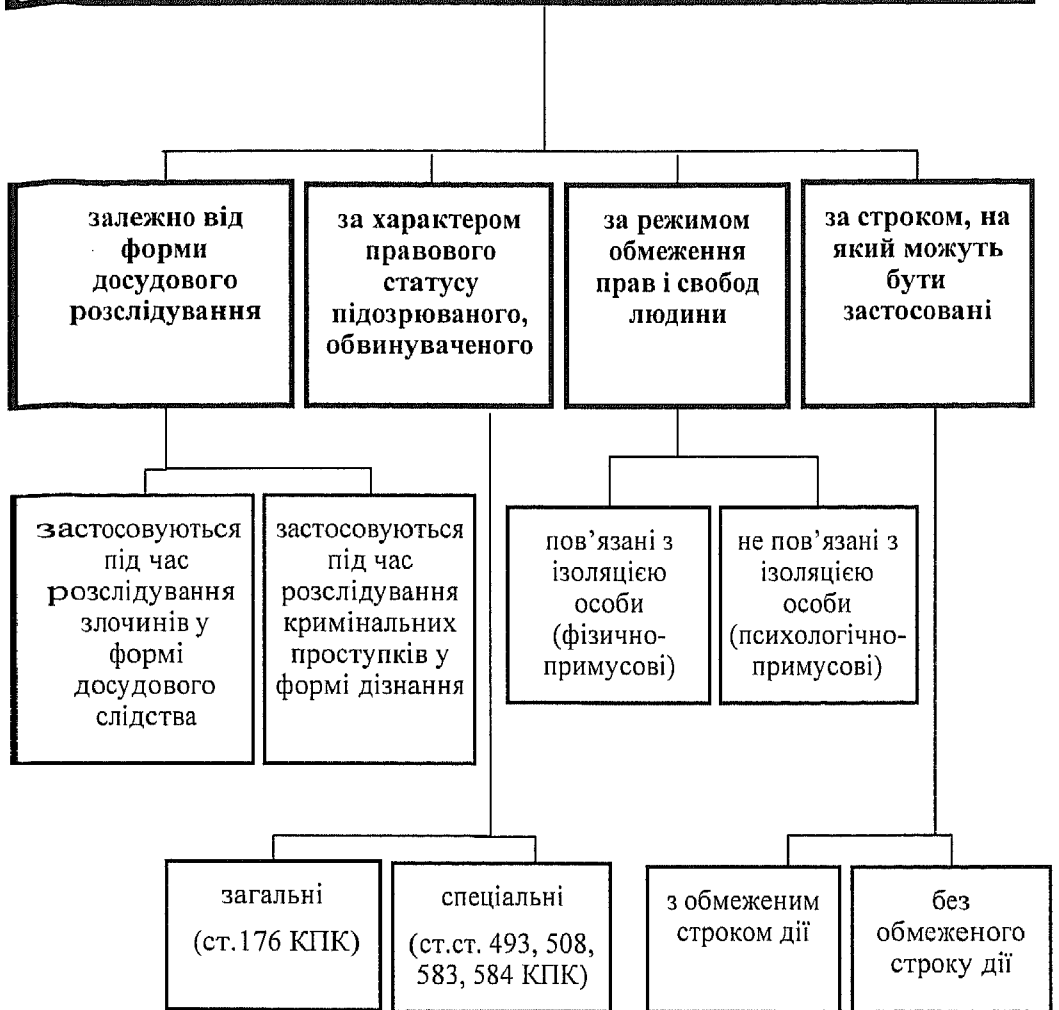 залежно від
форми
досудового
розслідування
за характером
правового
статусу
підозрюваного,
обвинуваченого
за режимом
обмеження
прав і свобод
людини
за строком, на
який можуть
бути
застосовані
застосовуються
під час
розслідування
злочинів у
формі
досудового
слідства
застосовуються
під час
розслідування
кримінальних
проступків у
формі дізнання
пов’язані з
ізоляцією
особи
(фізично-
примусові)
не пов’язані з
ізоляцією
особи
(психологічно-
примусові)
загальні
(ст.176 КПК)
спеціальні
(ст.ст. 493, 508,
583, 584 КПК)
з обмеженим
строком дії
без
обмеженого
строку дії